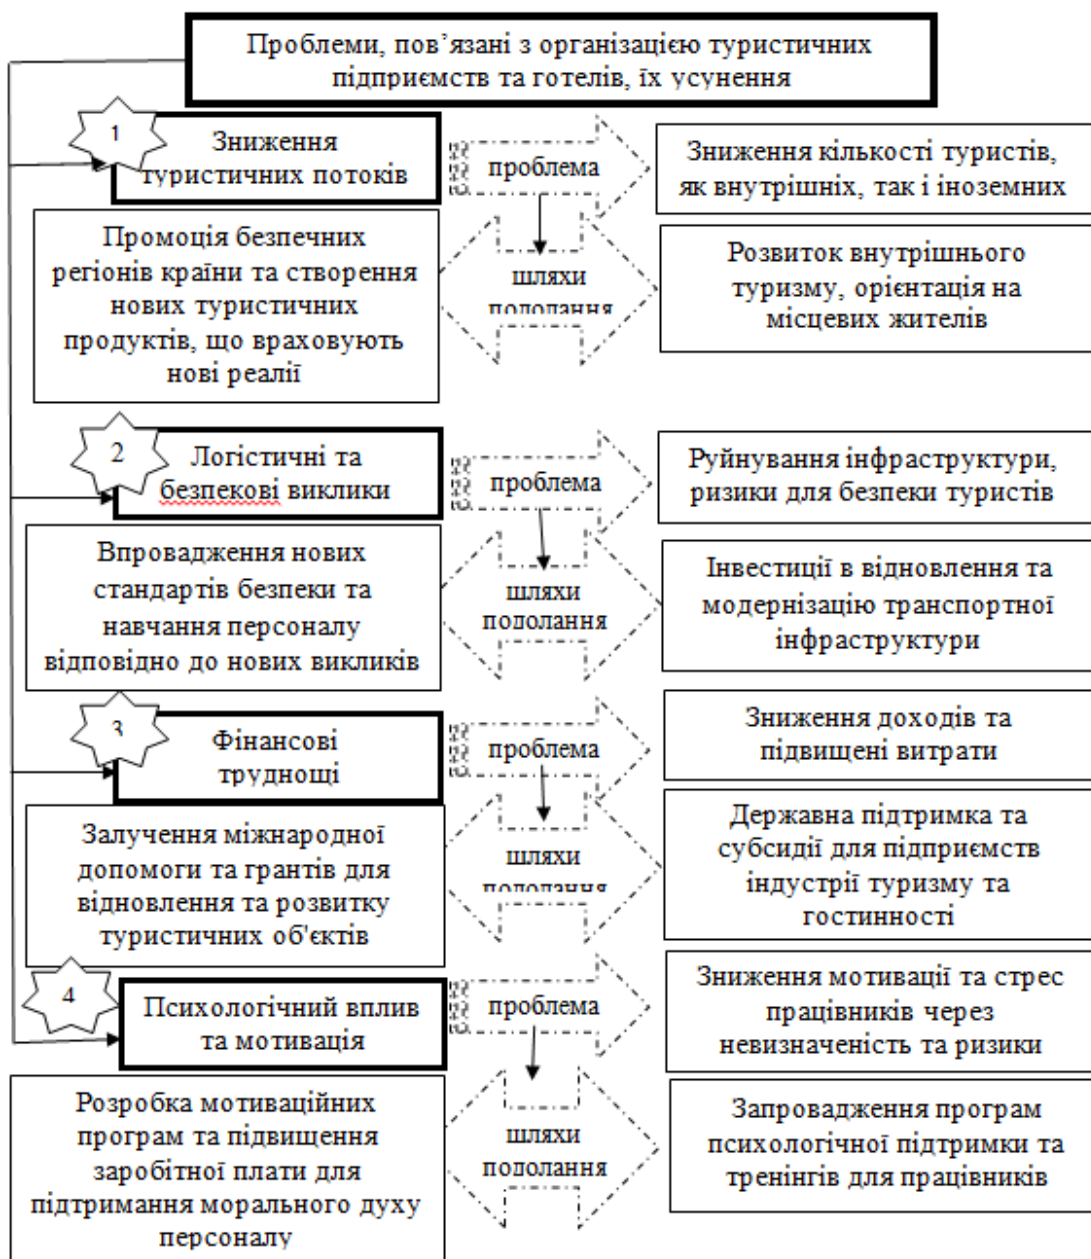 Проблеми, пов’язані з організацією туристичних
підприємств та готелів, їх усунення
1
Зниження
туристичних потоків
проблема
Зниження кількості туристів,
як внутрішніх, так і іноземних
Промоція безпечних
регіонів країни та створення
нових туристичних
продуктів, що враховують
нові реалії
шляхи
подолання
Розвиток внутрішнього
туризму, орієнтація на
місцевих жителів
2
Логістичні та
безпекові виклики
проблема
Руйнування інфраструктури,
ризики для безпеки туристів
Впровадження нових
стандартів безпеки та
навчання персоналу
відповідно до нових викликів
шляхи
подолання
Інвестиції в відновлення та
модернізацію транспортної
інфраструктури
3
Фінансові
труднощі
проблема
Зниження доходів та
підвищені витрати
Залучення міжнародної
допомоги та грантів для
відновлення та розвитку
туристичних об'єктів
шляхи
подолання
Державна підтримка та
субсидії для підприємств
індустрії туризму та
гостинності
4
Психологічний вплив
та мотивація
проблема
Зниження мотивації та стрес
працівників через
невизначеність та ризики
Розробка мотиваційних
програм та підвищення
заробітної плати для
підтримання морального духу
персоналу
шляхи
подолання
Запровадження програм
психологічної підтримки та
тренінгів для працівників